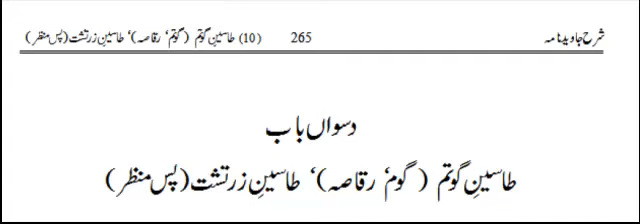 شرح جاوید نامہ 265 (10) طاسینِ گوتم (گوتم، رقاصہ)، طاسینِ زرتشت (پس منظر)
دسواں باب
طاسینِ گوتم (گوم، رقاصہ)، طاسینِ زرتشت (پس منظر)